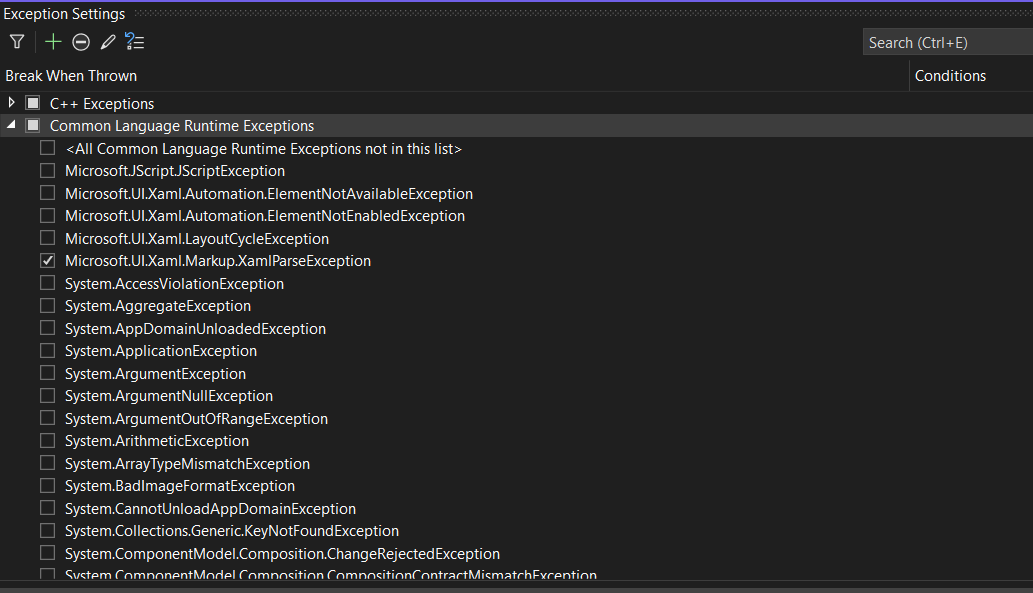 Exception Settings
Search (Ctrl+E)
Break When Thrown
Conditions
C++ Exceptions
Common Language Runtime Exceptions
<All Common Language Runtime Exceptions not in this list>
Microsoft.JScript.JScriptException
Microsoft.UI.Xaml.Automation.ElementNotAvailableException
Microsoft.UI.Xaml.Automation.ElementNotEnabledException
Microsoft.UI.Xaml.LayoutCycleException
Microsoft.UI.Xaml.Markup.XamlParseException
System.AccessViolationException
System.AggregateException
System.AppDomainUnloadedException
System.ApplicationException
System.ArgumentException
System.ArgumentNullException
System.ArgumentOutOfRangeException
System.ArithmeticException
System.ArrayTypeMismatchException
System.BadImageFormatException
System.CannotUnloadAppDomainException
System.Collections.Generic.KeyNotFoundException
System.ComponentModel.Composition.ChangeRejectedException
System.ComponentModel.Composition.CompositionContractMismatchException